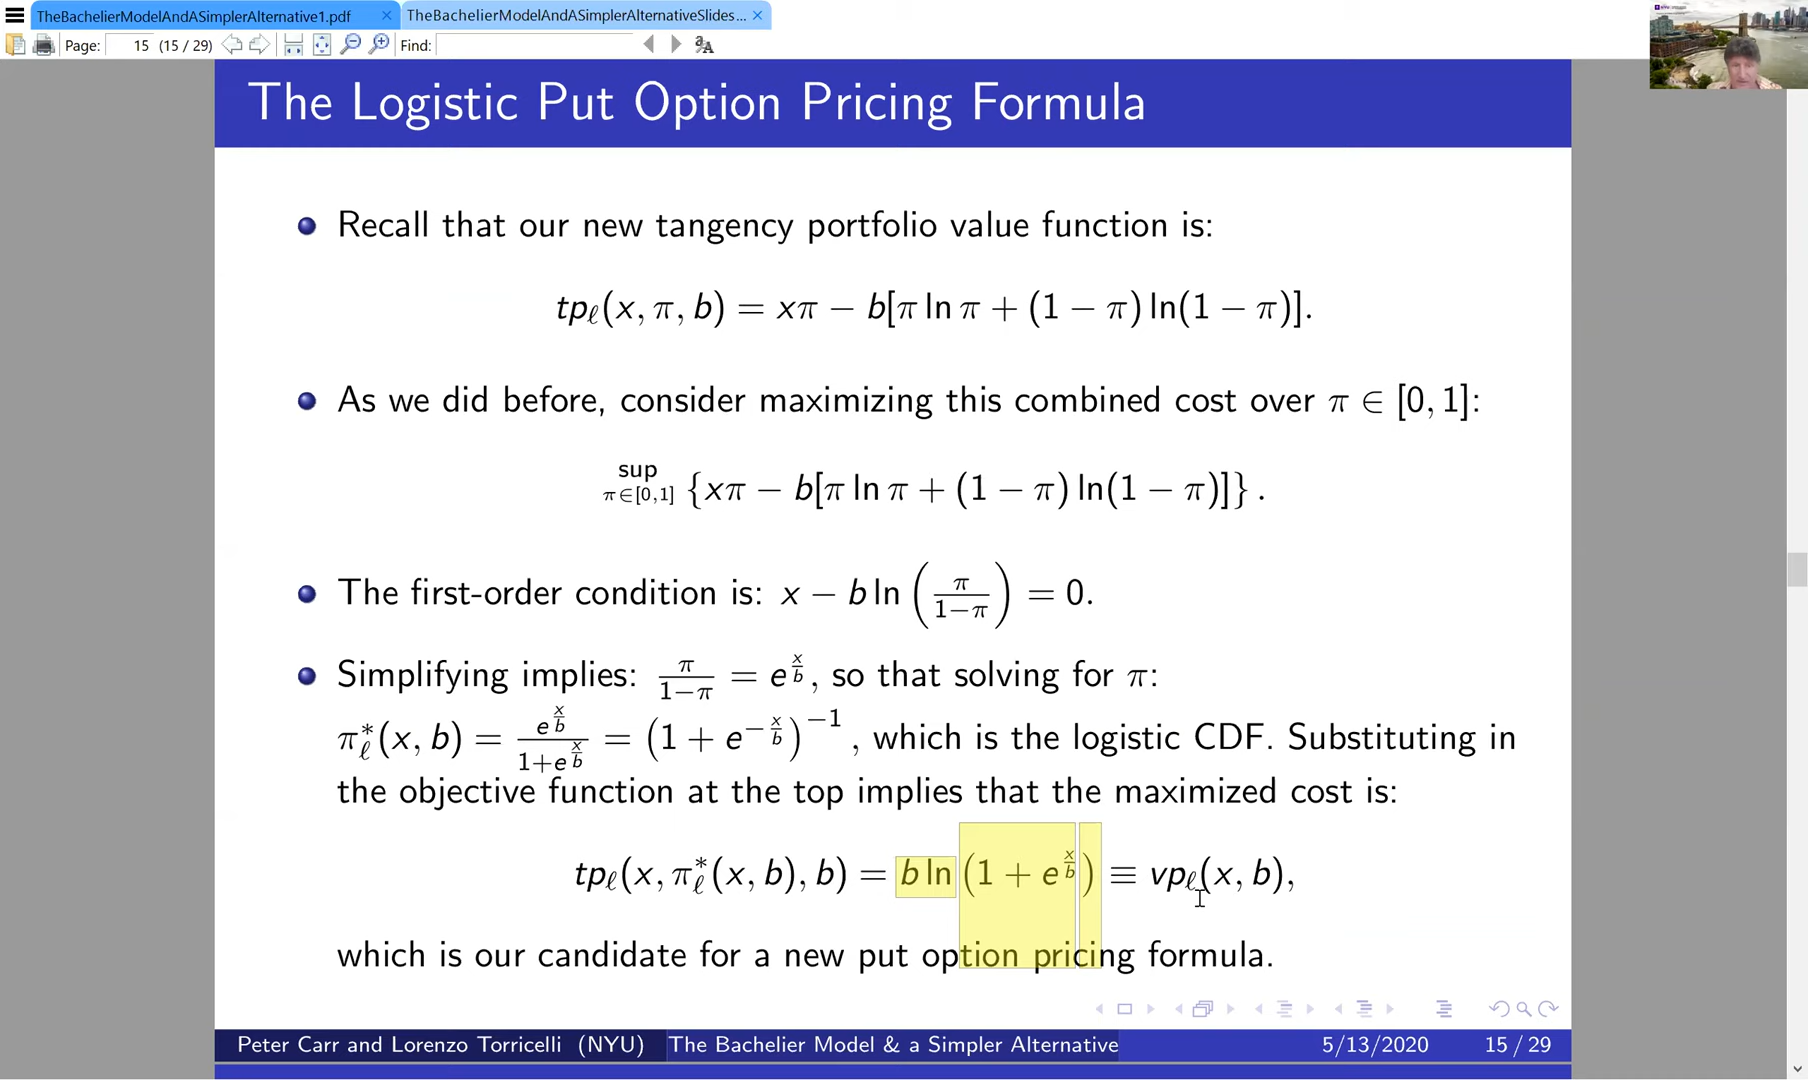 TheBachelierModelAndASimplerAlternative1.pdf
TheBachelierModelAndASimplerAlternativeSlides...
Page: 15 (15 / 29) Find:
The Logistic Put Option Pricing Formula
Recall that our new tangency portfolio value function is:
tpℓ(x, π, b) = xπ − b[π ln π + (1 − π) ln(1 − π)].
As we did before, consider maximizing this combined cost over π ∈ [0, 1]:
sup_{π∈[0,1]} {xπ − b[π ln π + (1 − π) ln(1 − π)]} .
The first-order condition is: x − b ln (π/(1−π)) = 0.
Simplifying implies: π/(1−π) = e^{x/b}, so that solving for π:
π*ℓ(x, b) = e^{x/b}/(1+e^{x/b}) = (1 + e^{−x/b})^{−1}, which is the logistic CDF. Substituting in
the objective function at the top implies that the maximized cost is:
tpℓ(x, π*ℓ(x, b), b) = b ln (1 + e^{x/b}) ≡ vpℓ(x, b),
which is our candidate for a new put option pricing formula.
Peter Carr and Lorenzo Torricelli (NYU) The Bachelier Model & a Simpler Alternative 5/13/2020 15 / 29